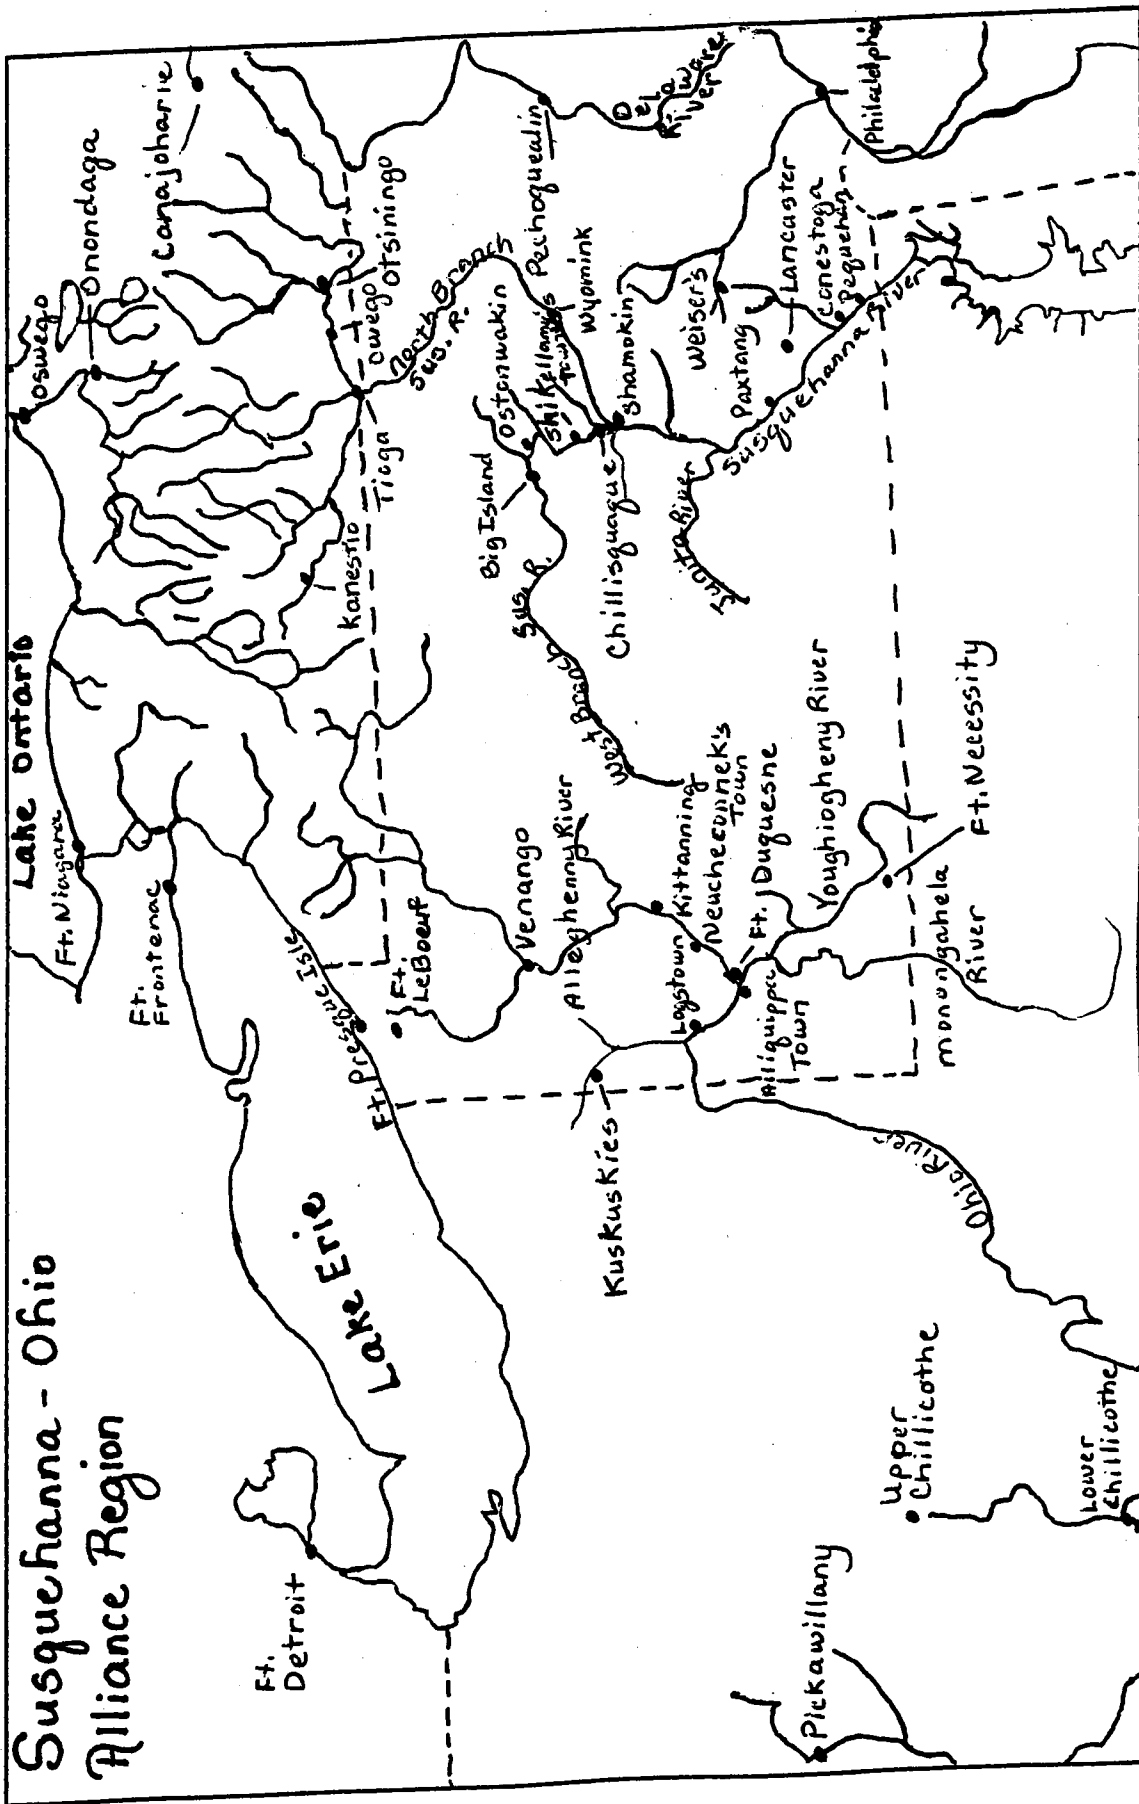 Susquehanna - Ohio
Alliance Region
Lake Ontario
Oswego
Onondaga
Canajoharie
Ft. Niagara
Ft.
Frontenac
Ft.
Detroit
Lake Erie
Ft. Presque Isle
Ft.
LeBoeuf
Kanestio
Tioga
Owego
Otsiningo
North Branch
Sus. R.
Pechoquealin
Delaware
River
Wyomink
Ostonwakin
Shikellamy's
Town
Big Island
West Branch Sus. R.
Chillisquaque
Shamokin
Venango
Alleghenny River
Kittanning
Neucheconnek's
Town
Logstown
Ft. Duquesne
Alliquippa
Town
Kuskuskies
Junita River
Weiser's
Paxtang
Lancaster
Conestoga
Pequehan
Philadelphia
Susquehanna River
Youghiogheny River
Ft. Necessity
Monongahela
River
Ohio River
Upper
Chillicothe
Lower
Chillicothe
Pickawillany